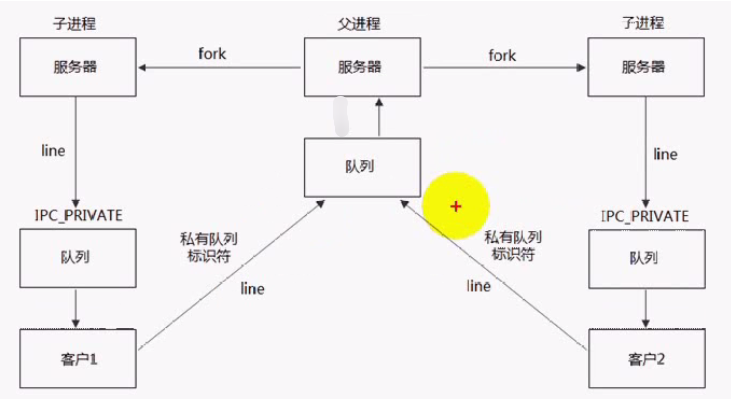 子进程
父进程
子进程
服务器
fork
服务器
fork
服务器
line
队列
line
IPC_PRIVATE
IPC_PRIVATE
队列
私有队列
标识符
私有队列
标识符
队列
line
line
客户1
客户2